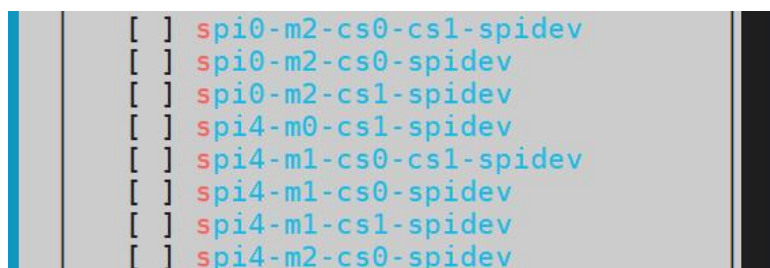 [ ] spi0-m2-cs0-cs1-spidev
[ ] spi0-m2-cs0-spidev
[ ] spi0-m2-cs1-spidev
[ ] spi4-m0-cs1-spidev
[ ] spi4-m1-cs0-cs1-spidev
[ ] spi4-m1-cs0-spidev
[ ] spi4-m1-cs1-spidev
[ ] spi4-m2-cs0-spidev